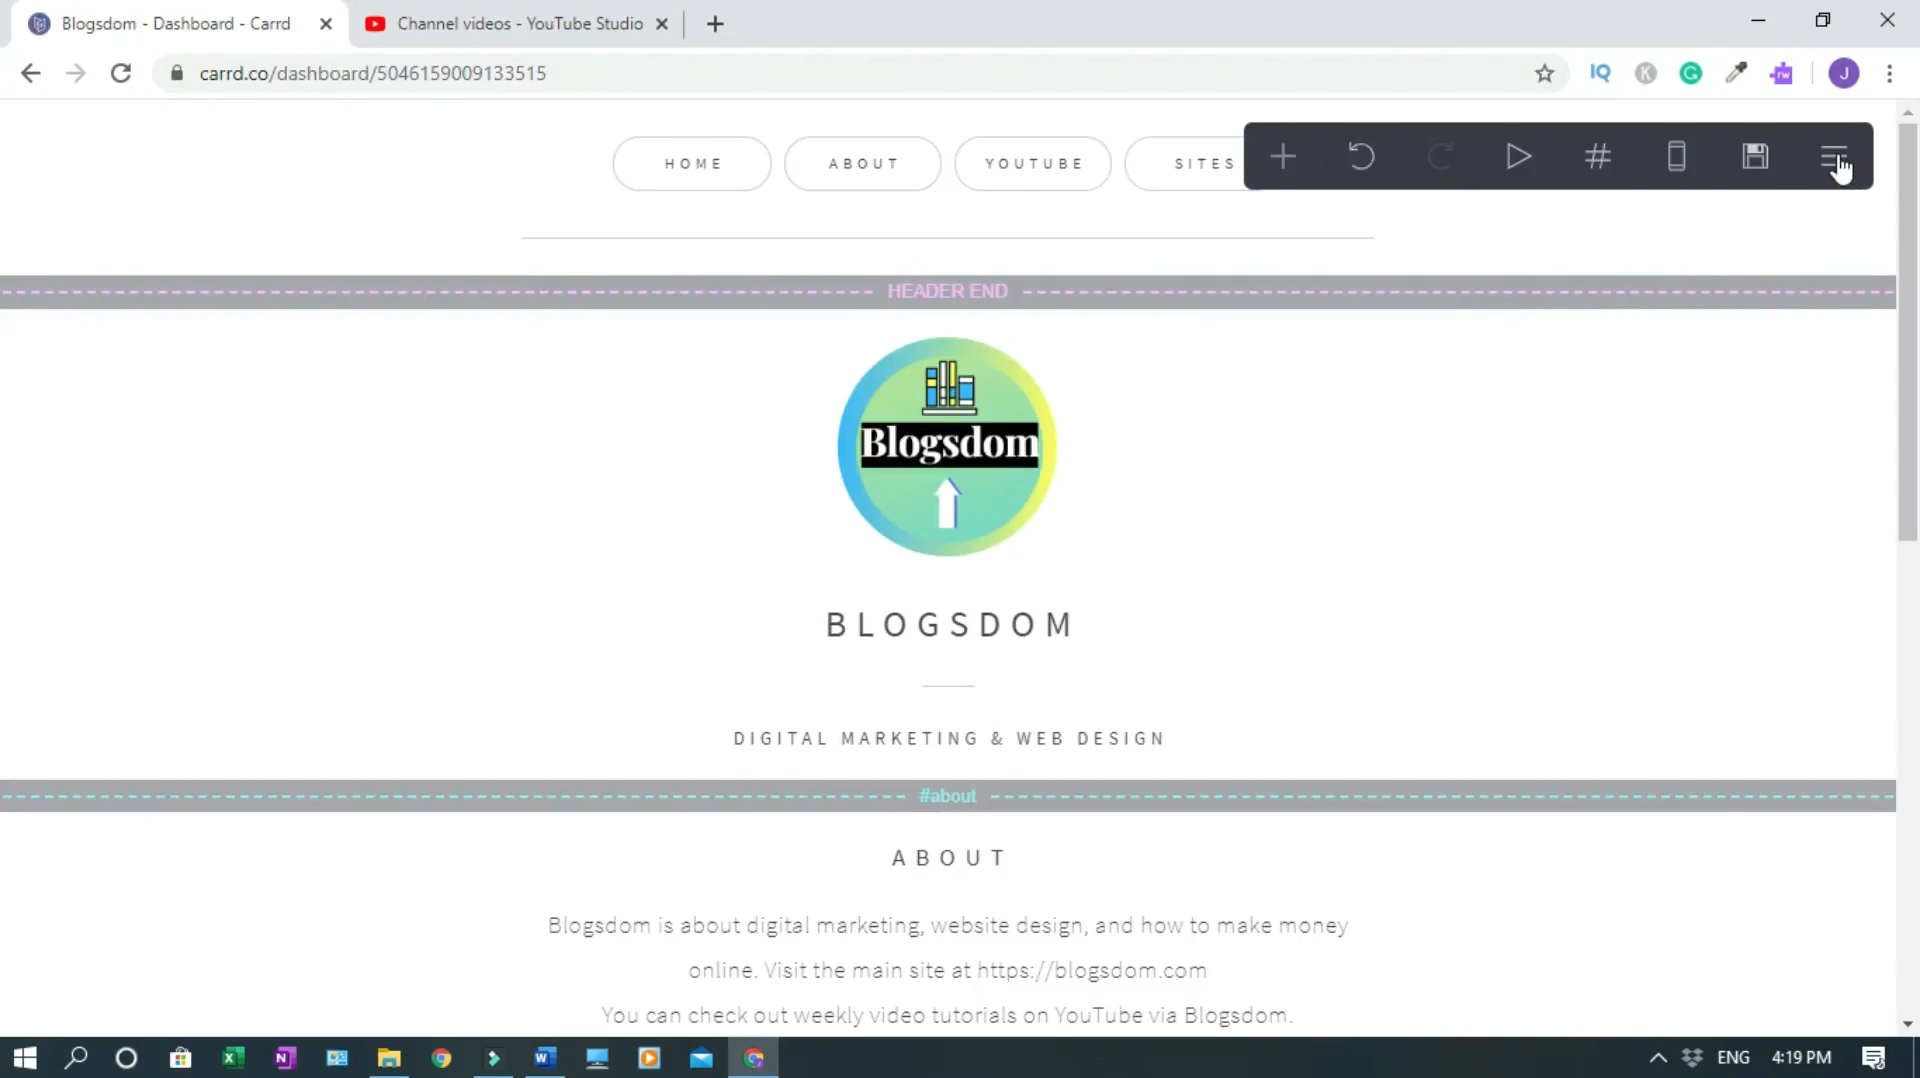 Blogsdom - Dashboard - Carrd
Channel videos - YouTube Studio
carrd.co/dashboard/5046159009133515
IQ
K
G
rw
J
HOME
ABOUT
YOUTUBE
SITES
#
HEADER END
Blogsdom
BLOGSDOM
DIGITAL MARKETING & WEB DESIGN
#about
ABOUT
Blogsdom is about digital marketing, website design, and how to make money
online. Visit the main site at https://blogsdom.com
You can check out weekly video tutorials on YouTube via Blogsdom.
ENG
4:19 PM